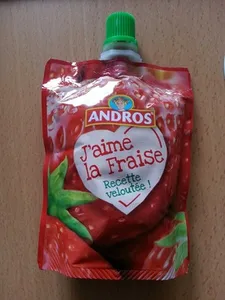 ANDROS
J'aime
la Fraise
Recette
veloutée !